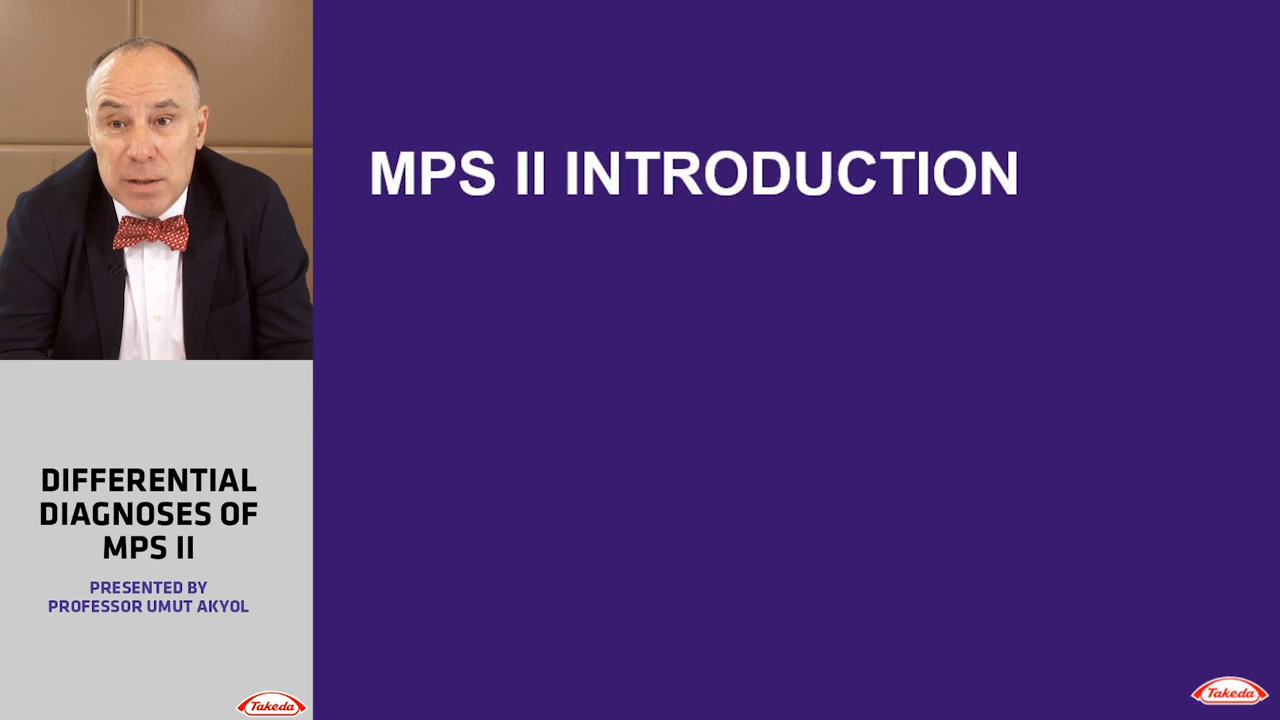 MPS II INTRODUCTION
DIFFERENTIAL
DIAGNOSES OF
MPS II
PRESENTED BY
PROFESSOR UMUT AKYOL
Takeda
Takeda